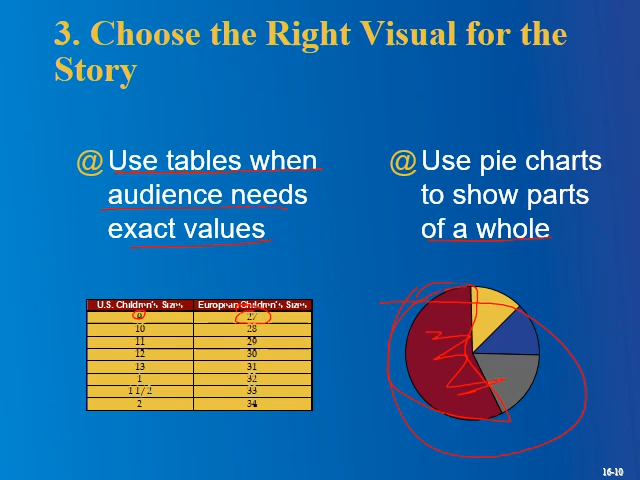 3. Choose the Right Visual for the
Story
@ Use tables when
audience needs
exact values
@ Use pie charts
to show parts
of a whole
U.S. Children's Sizes European Children's Sizes
9 27
10 28
11 29
12 30
13 31
1 32
1 1/2 33
2 34
16-10